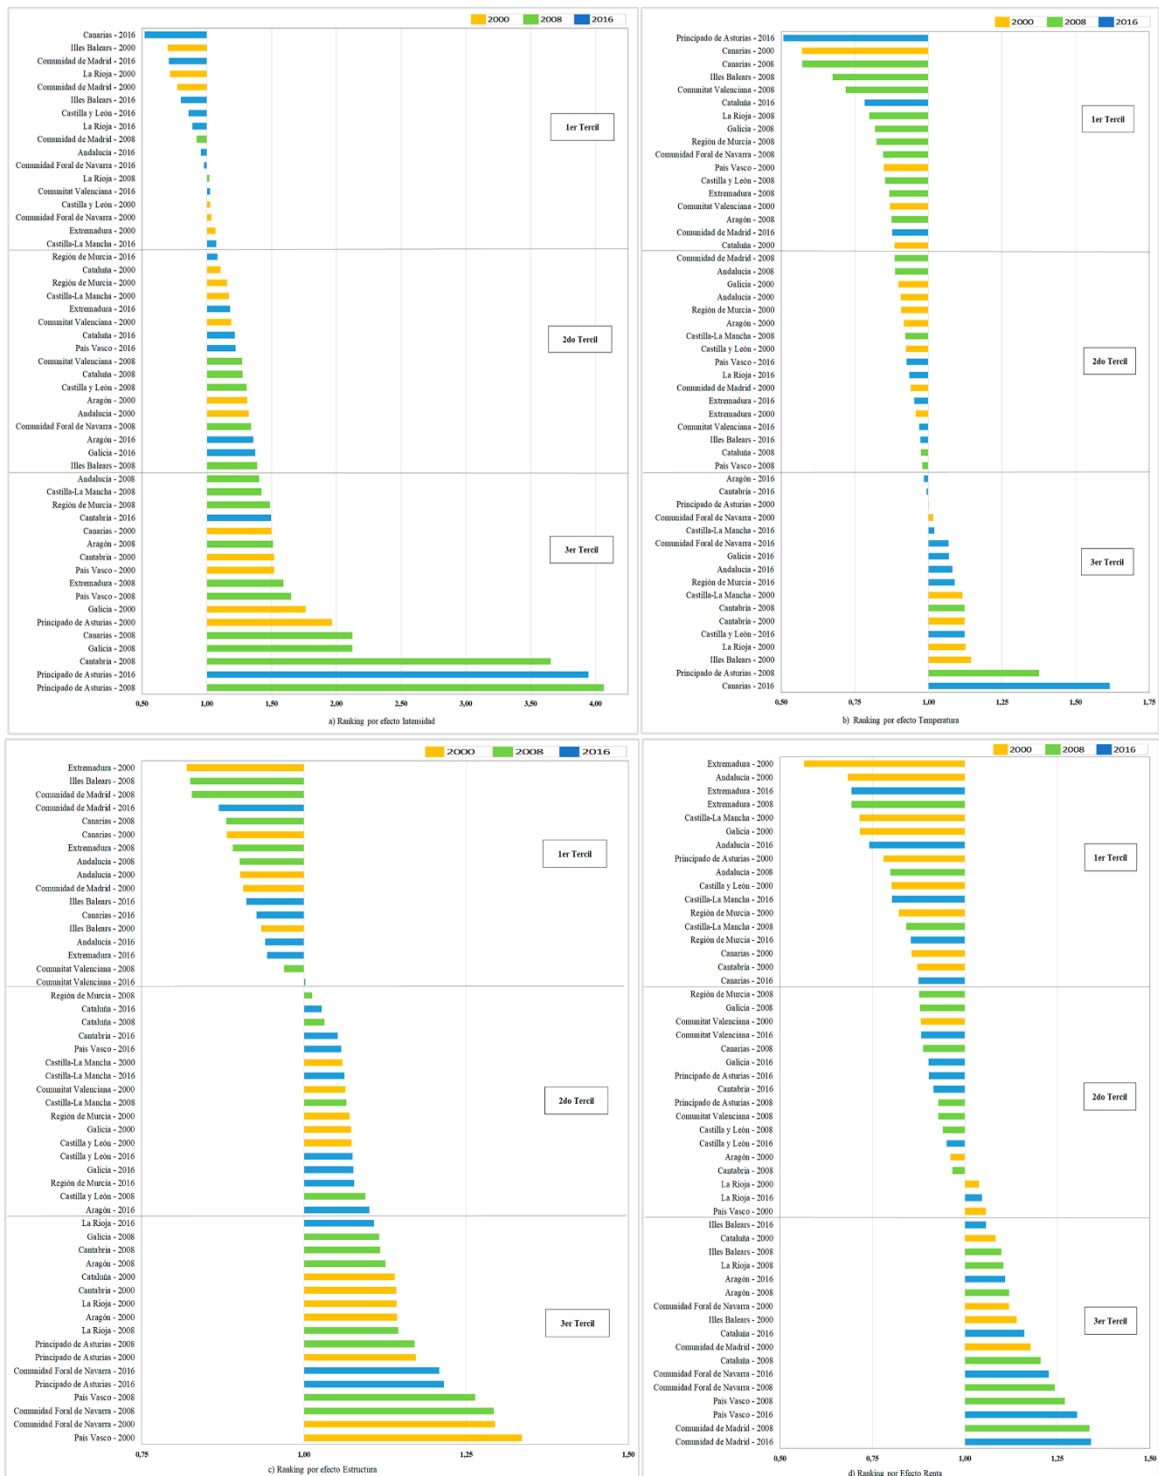 2000 2008 2016
Canarias - 2016
Illes Balears - 2000
Comunidad de Madrid - 2016
La Rioja - 2000
Comunidad de Madrid - 2000
Illes Balears - 2016
Castilla y León - 2016
La Rioja - 2016
Comunidad de Madrid - 2008
Andalucía - 2016
Comunidad Foral de Navarra - 2016
La Rioja - 2008
Comunitat Valenciana - 2016
Castilla y León - 2000
Comunidad Foral de Navarra - 2000
Extremadura - 2000
Castilla-La Mancha - 2016
1er Tercil
Región de Murcia - 2016
Cataluña - 2000
Región de Murcia - 2000
Castilla-La Mancha - 2000
Extremadura - 2016
Comunitat Valenciana - 2000
Cataluña - 2016
País Vasco - 2016
Comunitat Valenciana - 2008
Cataluña - 2008
Castilla y León - 2008
Aragón - 2000
Andalucía - 2000
Comunidad Foral de Navarra - 2008
Aragón - 2016
Galicia - 2016
Illes Balears - 2008
2do Tercil
Andalucía - 2008
Castilla-La Mancha - 2008
Región de Murcia - 2008
Cantabria - 2016
Canarias - 2000
Aragón - 2008
Cantabria - 2000
País Vasco - 2000
Extremadura - 2008
País Vasco - 2008
Galicia - 2000
Principado de Asturias - 2000
Canarias - 2008
Galicia - 2008
Cantabria - 2008
Principado de Asturias - 2016
Principado de Asturias - 2008
3er Tercil
0,50 1,00 1,50 2,00 2,50 3,00 3,50 4,00
a) Ranking por efecto Intensidad
2000 2008 2016
Principado de Asturias - 2016
Canarias - 2000
Canarias - 2008
Illes Balears - 2008
Comunitat Valenciana - 2008
Cataluña - 2016
La Rioja - 2008
Galicia - 2008
Región de Murcia - 2008
Comunidad Foral de Navarra - 2008
País Vasco - 2000
Castilla y León - 2008
Extremadura - 2008
Comunitat Valenciana - 2000
Aragón - 2008
Comunidad de Madrid - 2016
Cataluña - 2000
1er Tercil
Comunidad de Madrid - 2008
Andalucía - 2008
Galicia - 2000
Andalucía - 2000
Región de Murcia - 2000
Aragón - 2000
Castilla-La Mancha - 2008
Castilla y León - 2000
País Vasco - 2016
La Rioja - 2016
Comunidad de Madrid - 2000
Extremadura - 2016
Extremadura - 2000
Comunitat Valenciana - 2016
Illes Balears - 2016
Cataluña - 2008
País Vasco - 2008
2do Tercil
Aragón - 2016
Cantabria - 2016
Principado de Asturias - 2000
Comunidad Foral de Navarra - 2000
Castilla-La Mancha - 2016
Comunidad Foral de Navarra - 2016
Galicia - 2016
Andalucía - 2016
Región de Murcia - 2016
Castilla-La Mancha - 2000
Cantabria - 2008
Cantabria - 2000
Castilla y León - 2016
La Rioja - 2000
Illes Balears - 2000
Principado de Asturias - 2008
Canarias - 2016
3er Tercil
0,50 0,75 1,00 1,25 1,50 1,75
b) Ranking por efecto Temperatura
2000 2008 2016
Extremadura - 2000
Illes Balears - 2008
Comunidad de Madrid - 2008
Comunidad de Madrid - 2016
Canarias - 2008
Canarias - 2000
Extremadura - 2008
Andalucía - 2008
Andalucía - 2000
Comunidad de Madrid - 2000
Illes Balears - 2016
Canarias - 2016
Illes Balears - 2000
Andalucía - 2016
Extremadura - 2016
Comunitat Valenciana - 2008
Comunitat Valenciana - 2016
1er Tercil
Región de Murcia - 2008
Cataluña - 2016
Cataluña - 2008
Cantabria - 2016
País Vasco - 2016
Castilla-La Mancha - 2000
Castilla-La Mancha - 2016
Comunitat Valenciana - 2000
Castilla-La Mancha - 2008
Región de Murcia - 2000
Galicia - 2000
Castilla y León - 2000
Castilla y León - 2016
Galicia - 2016
Región de Murcia - 2016
Castilla y León - 2008
Aragón - 2016
2do Tercil
La Rioja - 2016
Galicia - 2008
Cantabria - 2008
Aragón - 2008
Cataluña - 2000
Cantabria - 2000
La Rioja - 2000
Aragón - 2000
La Rioja - 2008
Principado de Asturias - 2008
Principado de Asturias - 2000
Comunidad Foral de Navarra - 2016
Principado de Asturias - 2016
País Vasco - 2008
Comunidad Foral de Navarra - 2008
Comunidad Foral de Navarra - 2000
País Vasco - 2000
3er Tercil
0,75 1,00 1,25 1,50
c) Ranking por efecto Estructura
2000 2008 2016
Extremadura - 2000
Andalucía - 2000
Extremadura - 2016
Extremadura - 2008
Castilla-La Mancha - 2000
Galicia - 2000
Andalucía - 2016
Principado de Asturias - 2000
Andalucía - 2008
Castilla y León - 2000
Castilla-La Mancha - 2016
Región de Murcia - 2000
Castilla-La Mancha - 2008
Región de Murcia - 2016
Canarias - 2000
Cantabria - 2000
Canarias - 2016
1er Tercil
Región de Murcia - 2008
Galicia - 2008
Comunitat Valenciana - 2000
Comunitat Valenciana - 2016
Canarias - 2008
Galicia - 2016
Principado de Asturias - 2016
Cantabria - 2016
Principado de Asturias - 2008
Comunitat Valenciana - 2008
Castilla y León - 2008
Castilla y León - 2016
Aragón - 2000
Cantabria - 2008
La Rioja - 2000
La Rioja - 2016
País Vasco - 2000
2do Tercil
Illes Balears - 2016
Cataluña - 2000
Illes Balears - 2008
La Rioja - 2008
Aragón - 2016
Aragón - 2008
Comunidad Foral de Navarra - 2000
Illes Balears - 2000
Cataluña - 2016
Comunidad de Madrid - 2000
Cataluña - 2008
Comunidad Foral de Navarra - 2016
Comunidad Foral de Navarra - 2008
País Vasco - 2008
País Vasco - 2016
Comunidad de Madrid - 2008
Comunidad de Madrid - 2016
3er Tercil
0,50 0,75 1,00 1,25 1,50
d) Ranking por Efecto Renta